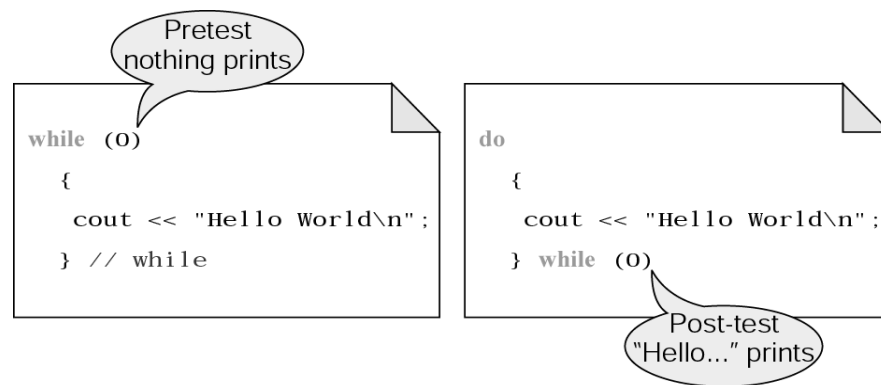 Pretest
nothing prints
while (0)
{
cout << "Hello World\n";
} // while
do
{
cout << "Hello World\n";
} while (0)
Post-test
“Hello...” prints